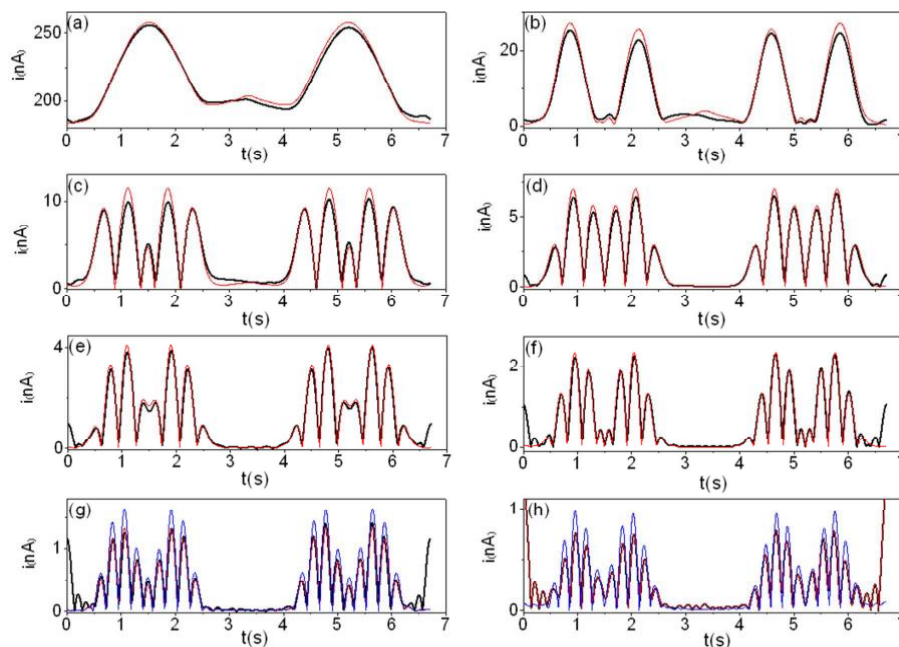 (a) (b)
250 20
200 10
0
i(nA) i(nA)
0 1 2 3 4 5 6 7 0 1 2 3 4 5 6 7
t(s) t(s)
(c) (d)
10
5 5
0 0
i(nA) i(nA)
0 1 2 3 4 5 6 7 0 1 2 3 4 5 6 7
t(s) t(s)
(e) (f)
4
2 2
0 0
i(nA) i(nA)
0 1 2 3 4 5 6 7 0 1 2 3 4 5 6
t(s) t(s)
(g) (h)
1 1
0 0
i(nA) i(nA)
0 1 2 3 4 5 6 7 0 1 2 3 4 5 6
t(s) t(s)